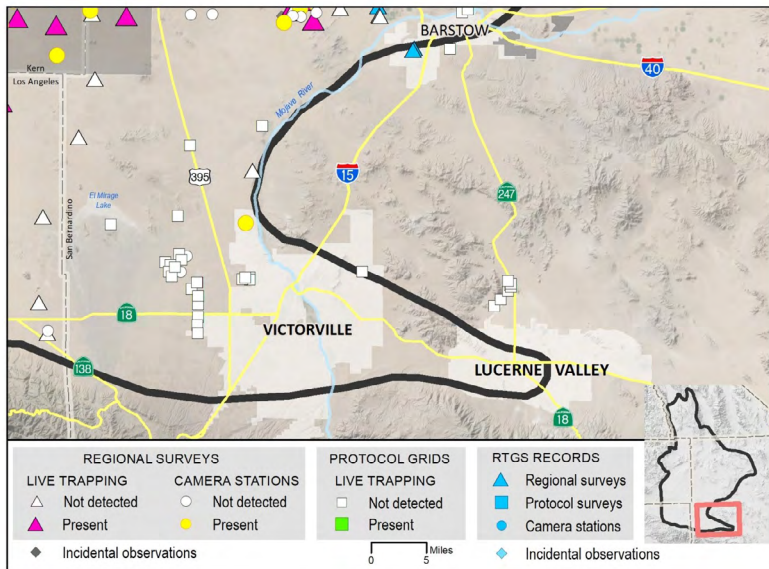 BARSTOW
Kern
Los Angeles
40
Mojave River
395
15
247
El Mirage
Lake
San Bernardino
18
VICTORVILLE
138
LUCERNE VALLEY
18
REGIONAL SURVEYS
LIVE TRAPPING
CAMERA STATIONS
Not detected
Not detected
Present
Present
Incidental observations
PROTOCOL GRIDS
LIVE TRAPPING
Not detected
Present
0 5
Miles
RTGS RECORDS
Regional surveys
Protocol surveys
Camera stations
Incidental observations